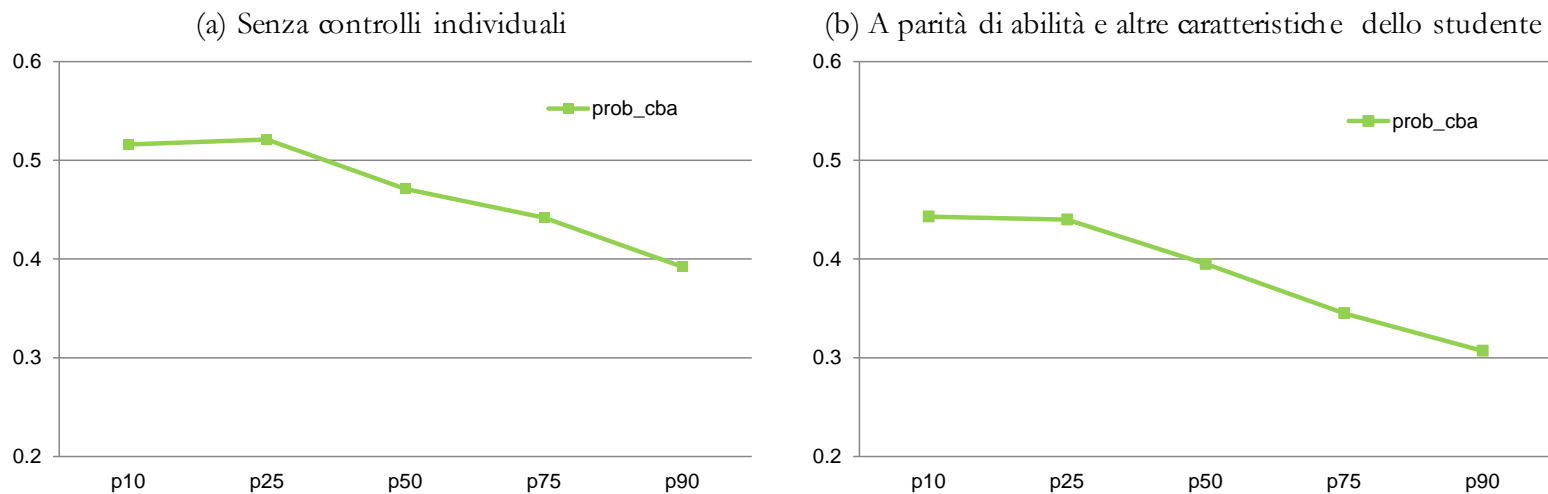 (a) Senza controlli individuali
0.6
prob_cba
0.5
0.4
0.3
0.2
p10 p25 p50 p75 p90
(b) A parità di abilità e altre caratteristiche dello studente
0.6
prob_cba
0.5
0.4
0.3
0.2
p10 p25 p50 p75 p90